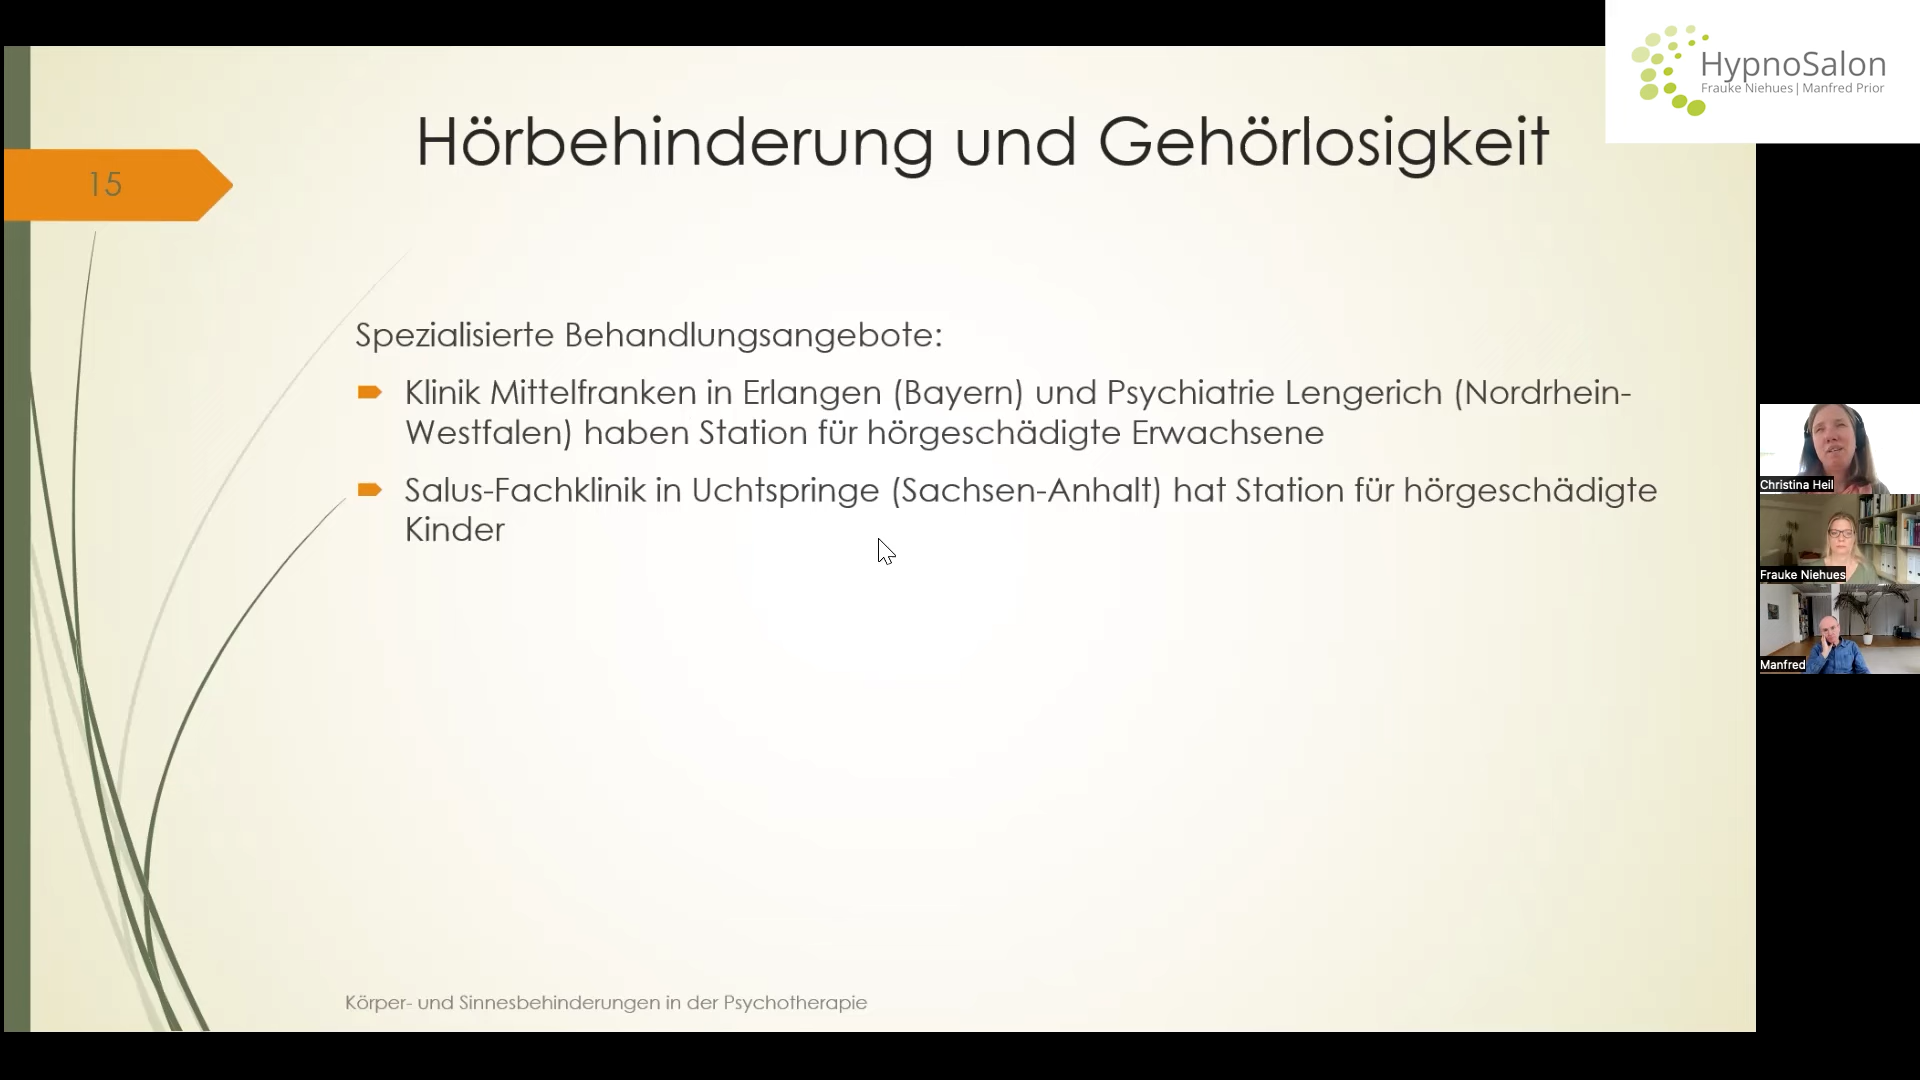 HypnoSalon
Frauke Niehues | Manfred Prior
Hörbehinderung und Gehörlosigkeit
15
Spezialisierte Behandlungsangebote:
Klinik Mittelfranken in Erlangen (Bayern) und Psychiatrie Lengerich (Nordrhein-
Westfalen) haben Station für hörgeschädigte Erwachsene
Salus-Fachklinik in Uchtspringe (Sachsen-Anhalt) hat Station für hörgeschädigte
Kinder
Christina Heil
Frauke Niehues
Manfred
Körper- und Sinnesbehinderungen in der Psychotherapie